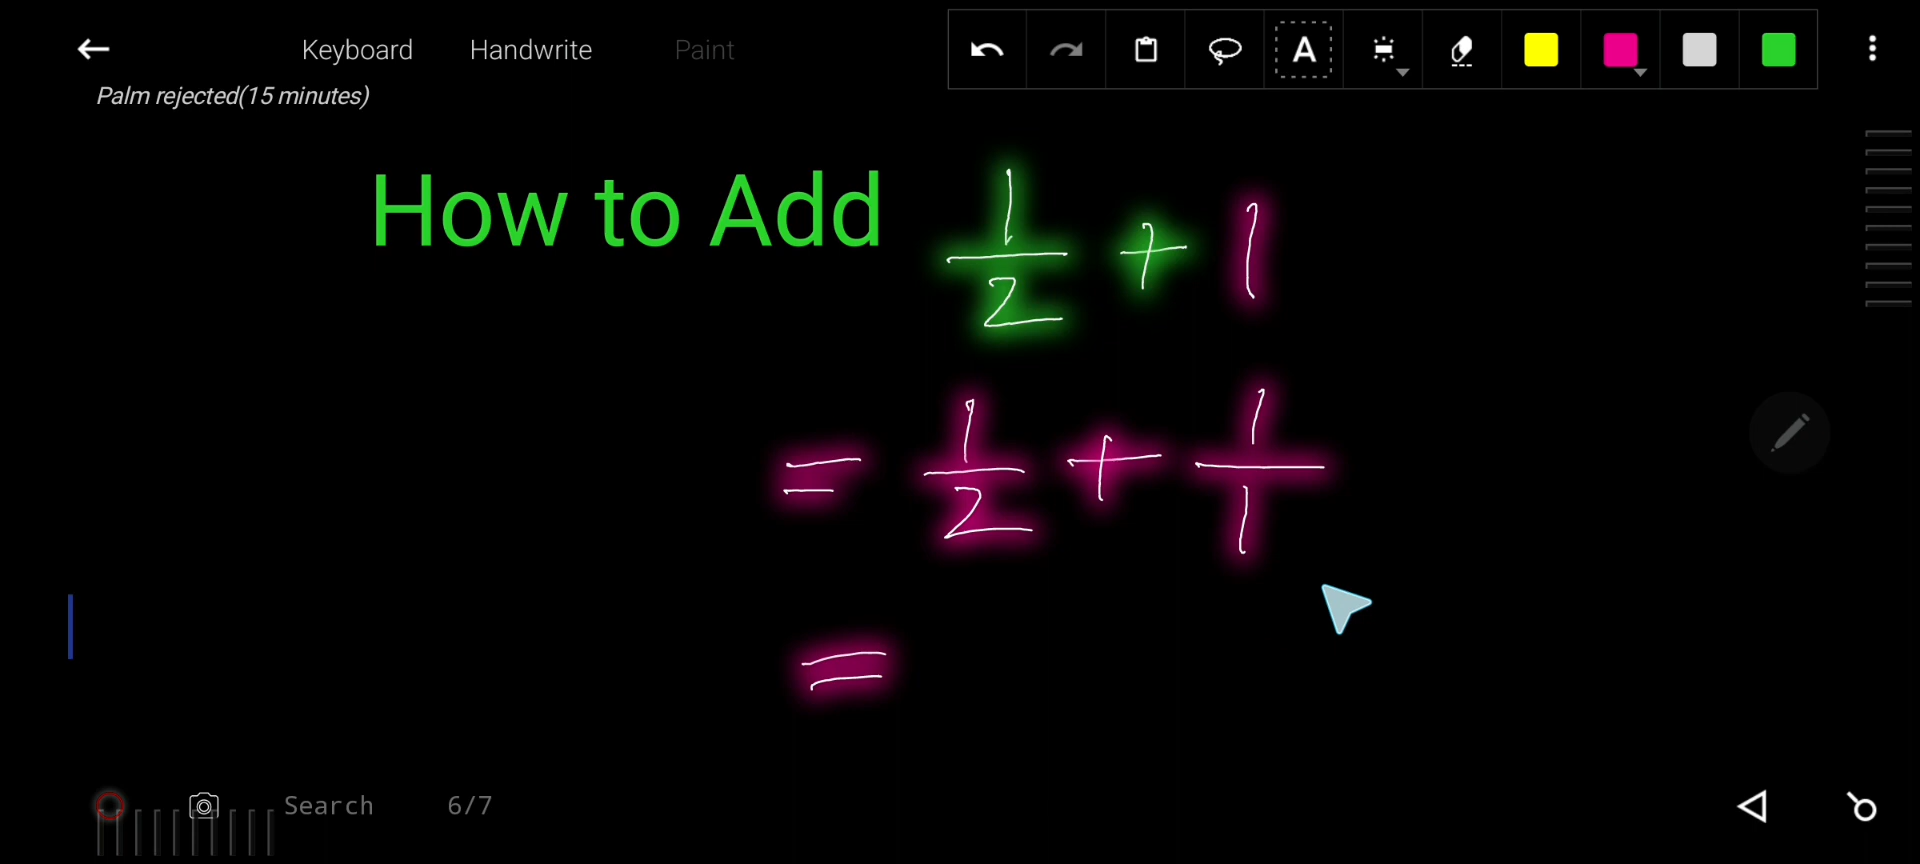 Keyboard Handwrite Paint A
Palm rejected(15 minutes)
How to Add 1/2 + 1
= 1/2 + 1/1
=
Search 6/7